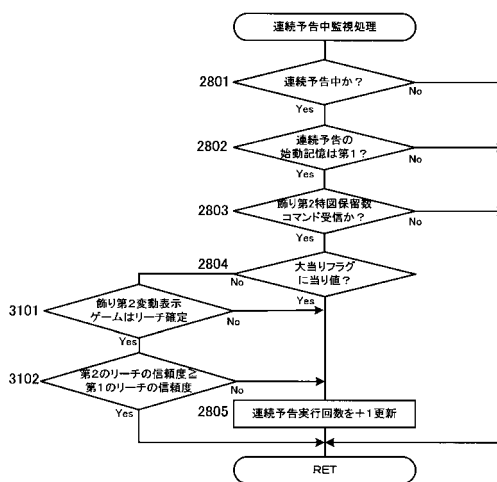 連続予告中監視処理
2801
連続予告中か?
No
Yes
2802
連続予告の
始動記憶は第1?
No
Yes
2803
飾り第2特図保留数
コマンド受信か?
No
Yes
2804
大当りフラグ
に当り値?
No
Yes
3101
飾り第2変動表示
ゲームはリーチ確定
No
Yes
3102
第2のリーチの信頼度≧
第1のリーチの信頼度
No
Yes
2805
連続予告実行回数を+1更新
RET